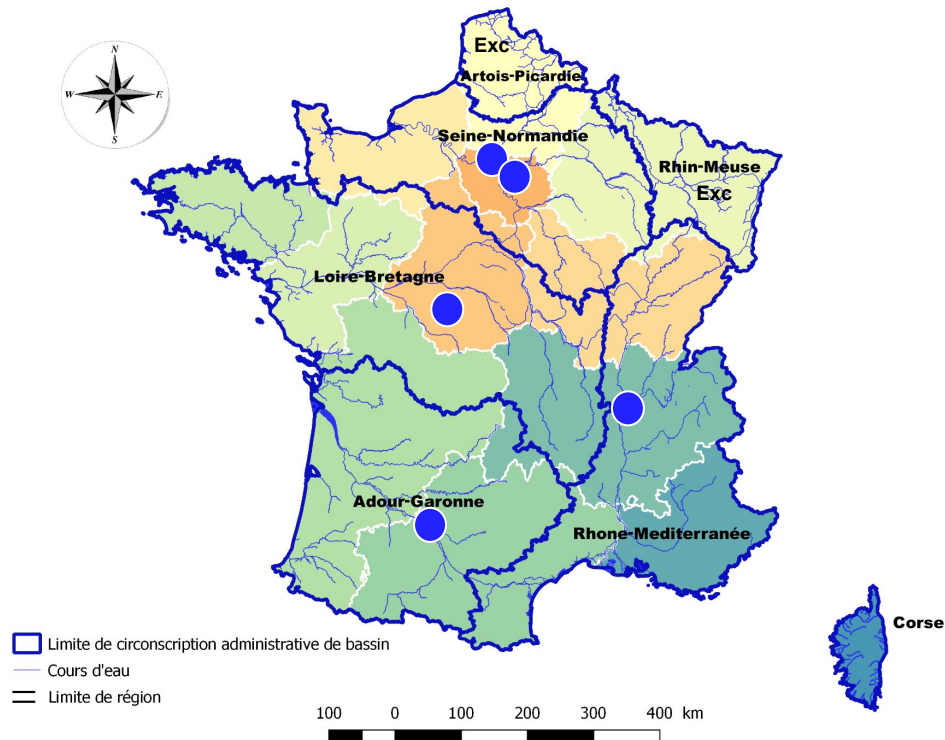 Exc
Artois-Picardie
N
W
E
S
Seine-Normandie
Rhin-Meuse
Exc
Loire-Bretagne
Adour-Garonne
Rhone-Mediterranée
Corse
Limite de circonscription administrative de bassin
Cours d'eau
Limite de région
100 0 100 200 300 400 km